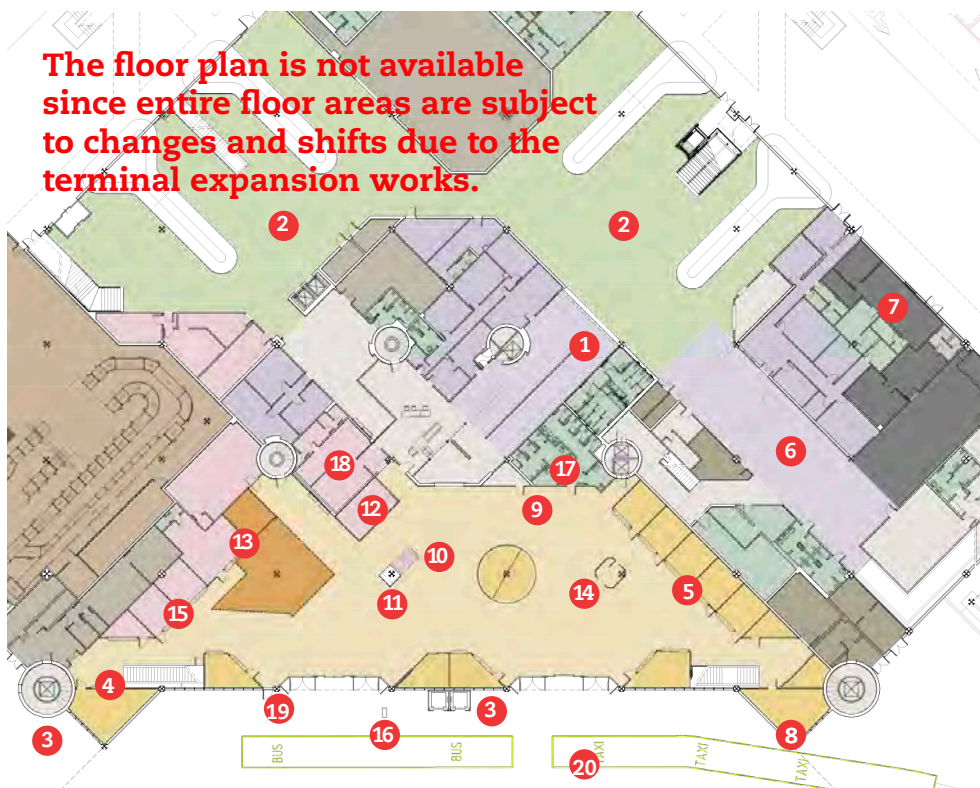 The floor plan is not available
since entire floor areas are subject
to changes and shifts due to the
terminal expansion works.
2
2
7
1
6
18
17
12
9
13
10
11
14
5
15
4
3
19
3
16
8
BUS
BUS
TAXI
TAXI
TAXI
20